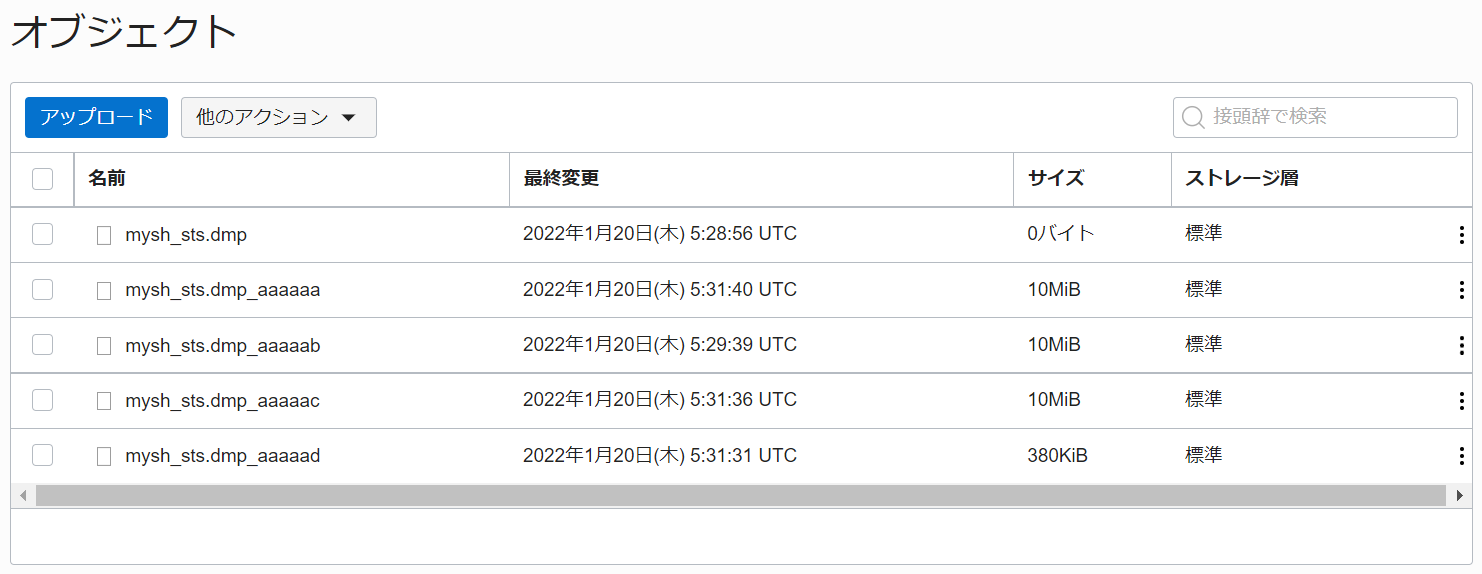 オブジェクト
アップロード 他のアクション 接頭辞で検索
名前 最終変更 サイズ ストレージ層
mysh_sts.dmp 2022年1月20日(木) 5:28:56 UTC 0バイト 標準
mysh_sts.dmp_aaaaaa 2022年1月20日(木) 5:31:40 UTC 10MiB 標準
mysh_sts.dmp_aaaaab 2022年1月20日(木) 5:29:39 UTC 10MiB 標準
mysh_sts.dmp_aaaaac 2022年1月20日(木) 5:31:36 UTC 10MiB 標準
mysh_sts.dmp_aaaaad 2022年1月20日(木) 5:31:31 UTC 380KiB 標準